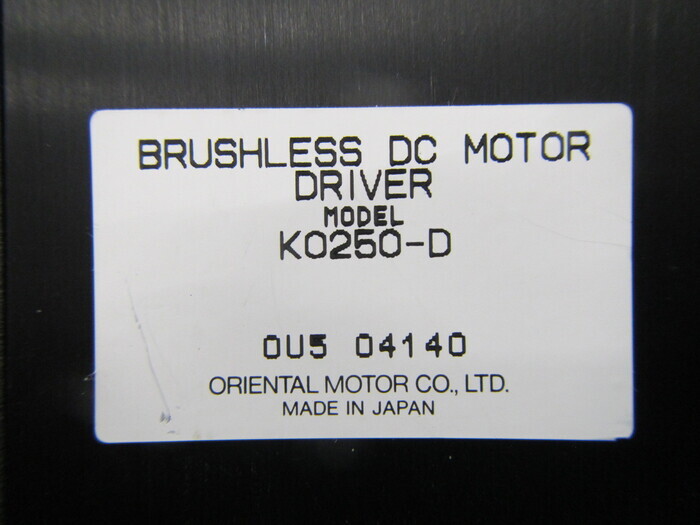 BRUSHLESS DC MOTOR
DRIVER
MODEL
K0250-D
0U5 04140
ORIENTAL MOTOR CO., LTD.
MADE IN JAPAN